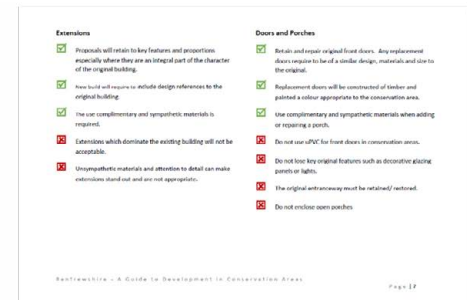 Extensions
Proposals will retain to key features and proportions
especially where they are an integral part of the character
of the original building.
New build will require to include design references to the
original building.
The use complimentary and sympathetic materials is
required.
Extensions which dominate the existing building will not be
acceptable.
Unsympathetic materials and attention to detail can make
extensions stand out and are not appropriate.
Doors and Porches
Retain and repair original front doors. Any replacement
doors require to be of a similar design, materials and size to
the original.
Replacement doors will be constructed of timber and
painted a colour appropriate to the conservation area.
Use complimentary and sympathetic materials when adding
or repairing a porch.
Do not use uPVC for front doors in conservation areas.
Do not lose key original features such as decorative glazing
panels or lights.
The original entranceway must be retained/ restored.
Do not enclose open porches
Renfrewshire – A Guide to Development in Conservation Areas
Page |